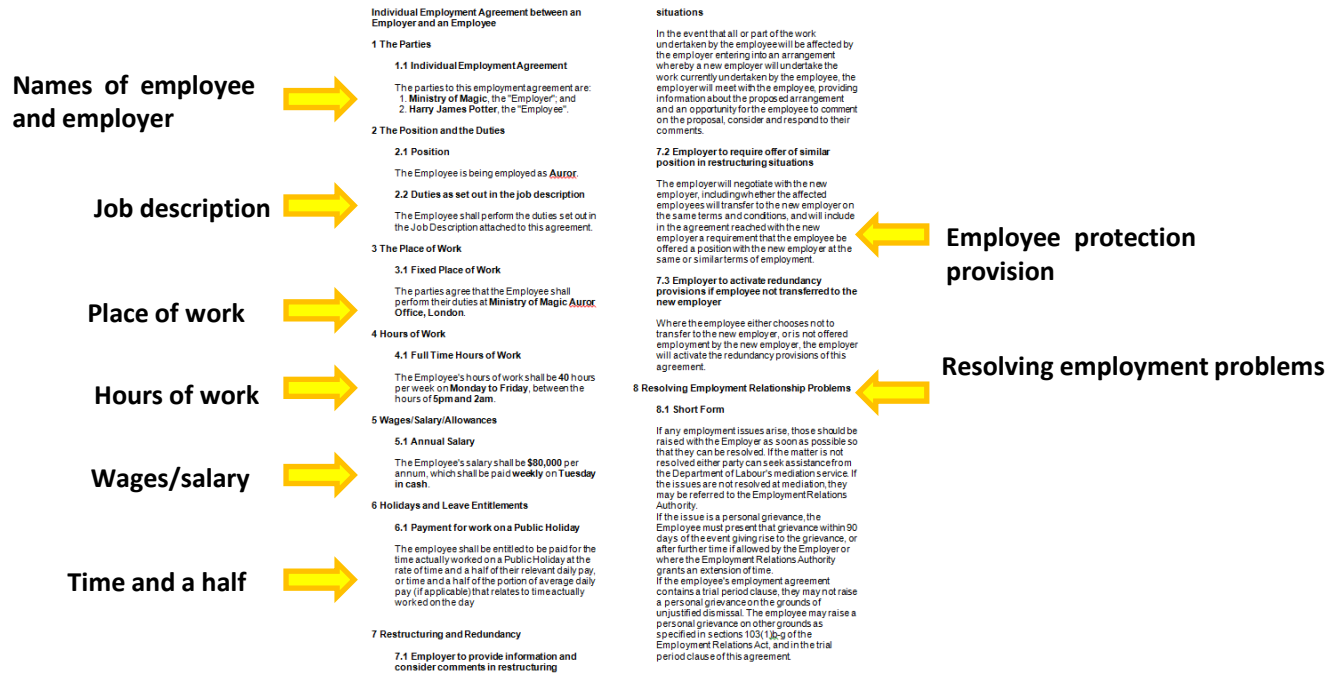 Names of employee
and employer
Job description
Place of work
Hours of work
Wages/salary
Time and a half
Individual Employment Agreement between an
Employer and an Employee
1 The Parties
1.1 Individual Employment Agreement
The parties to this employment agreement are:
1. Ministry of Magic, the "Employer"; and
2. Harry James Potter, the "Employee".
2 The Position and the Duties
2.1 Position
The Employee is being employed as Auror.
2.2 Duties as set out in the job description
The Employee shall perform the duties set out in
the Job Description attached to this agreement.
3 The Place of Work
3.1 Fixed Place of Work
The parties agree that the Employee shall
perform their duties at Ministry of Magic Auror
Office, London.
4 Hours of Work
4.1 Full Time Hours of Work
The Employee's hours of work shall be 40 hours
per week on Monday to Friday, between the
hours of 5pm and 2am.
5 Wages/Salary/Allowances
5.1 Annual Salary
The Employee's salary shall be $80,000 per
annum, which shall be paid weekly on Tuesday
in cash.
6 Holidays and Leave Entitlements
6.1 Payment for work on a Public Holiday
The employee shall be entitled to be paid for the
time actually worked on a Public Holiday at the
rate of time and a half of their relevant daily pay,
or time and a half of the portion of average daily
pay (if applicable) that relates to time actually
worked on the day
7 Restructuring and Redundancy
7.1 Employer to provide information and
consider comments in restructuring
situations
In the event that all or part of the work
undertaken by the employee will be affected by
the employer entering into an arrangement
whereby a new employer will undertake the
work currently undertaken by the employee, the
employer will meet with the employee, providing
information about the proposed arrangement
and an opportunity for the employee to comment
on the proposal, consider and respond to their
comments.
7.2 Employer to require offer of similar
position in restructuring situations
The employer will negotiate with the new
employer, including whether the affected
employees will transfer to the new employer on
the same terms and conditions, and will include
in the agreement reached with the new
employer a requirement that the employee be
offered a position with the new employer at the
same or similar terms of employment.
7.3 Employer to activate redundancy
provisions if employee not transferred to the
new employer
Where the employee either chooses not to
transfer to the new employer, or is not offered
employment by the new employer, the employer
will activate the redundancy provisions of this
agreement.
8 Resolving Employment Relationship Problems
8.1 Short Form
If any employment issues arise, those should be
raised with the Employer as soon as possible so
that they can be resolved. If the matter is not
resolved either party can seek assistance from
the Department of Labour's mediation service. If
the issues are not resolved at mediation, they
may be referred to the Employment Relations
Authority.
If the issue is a personal grievance, the
Employee must present that grievance within 90
days of the event giving rise to the grievance, or
after further time if allowed by the Employer or
where the Employment Relations Authority
grants an extension of time.
If the employee's employment agreement
contains a trial period clause, they may not raise
a personal grievance on the grounds of
unjustified dismissal. The employee may raise a
personal grievance on other grounds as
specified in sections 103(1)b-g of the
Employment Relations Act, and in the trial
period clause of this agreement.
Employee protection
provision
Resolving employment problems